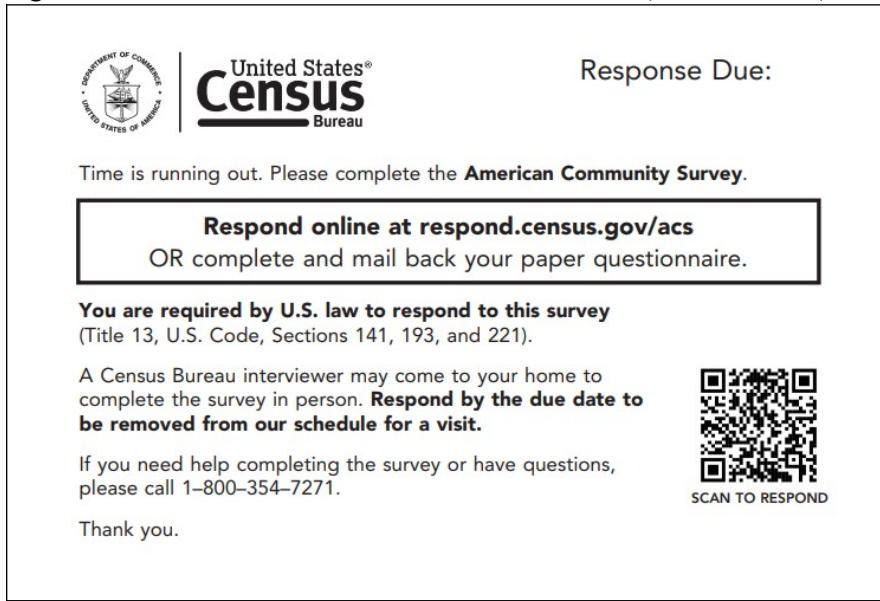 DEPARTMENT OF COMMERCE
UNITED STATES OF AMERICA
United States®
Census
Bureau
Response Due:
Time is running out. Please complete the American Community Survey.
Respond online at respond.census.gov/acs
OR complete and mail back your paper questionnaire.
You are required by U.S. law to respond to this survey
(Title 13, U.S. Code, Sections 141, 193, and 221).
A Census Bureau interviewer may come to your home to
complete the survey in person. Respond by the due date to
be removed from our schedule for a visit.
If you need help completing the survey or have questions,
please call 1–800–354–7271.
SCAN TO RESPOND
Thank you.